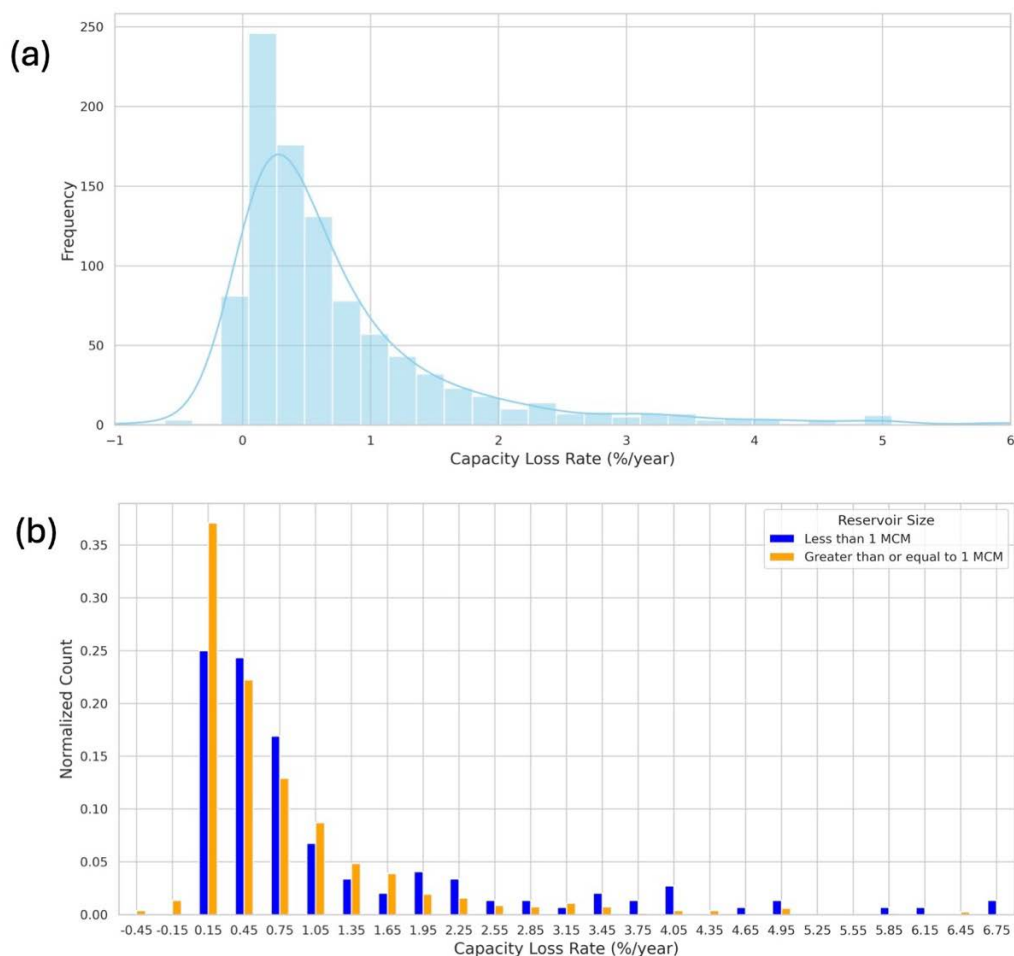 (a)
250
200
150
100
50
0
Frequency
−1 0 1 2 3 4 5 6
Capacity Loss Rate (%/year)
(b)
Reservoir Size
Less than 1 MCM
Greater than or equal to 1 MCM
0.35
0.30
0.25
0.20
0.15
0.10
0.05
0.00
Normalized Count
-0.45 -0.15 0.15 0.45 0.75 1.05 1.35 1.65 1.95 2.25 2.55 2.85 3.15 3.45 3.75 4.05 4.35 4.65 4.95 5.25 5.55 5.85 6.15 6.45 6.75
Capacity Loss Rate (%/year)